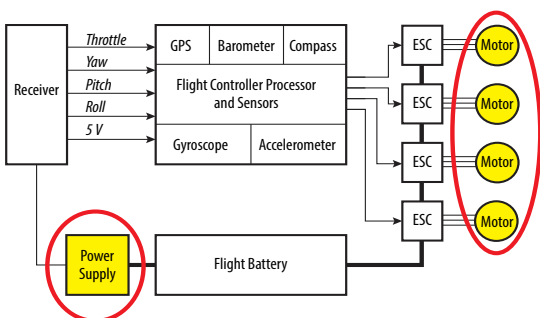 Receiver
Throttle
Yaw
Pitch
Roll
5 V
GPS
Barometer
Compass
Flight Controller Processor
and Sensors
Gyroscope
Accelerometer
ESC
Motor
ESC
Motor
ESC
Motor
ESC
Motor
Power
Supply
Flight Battery